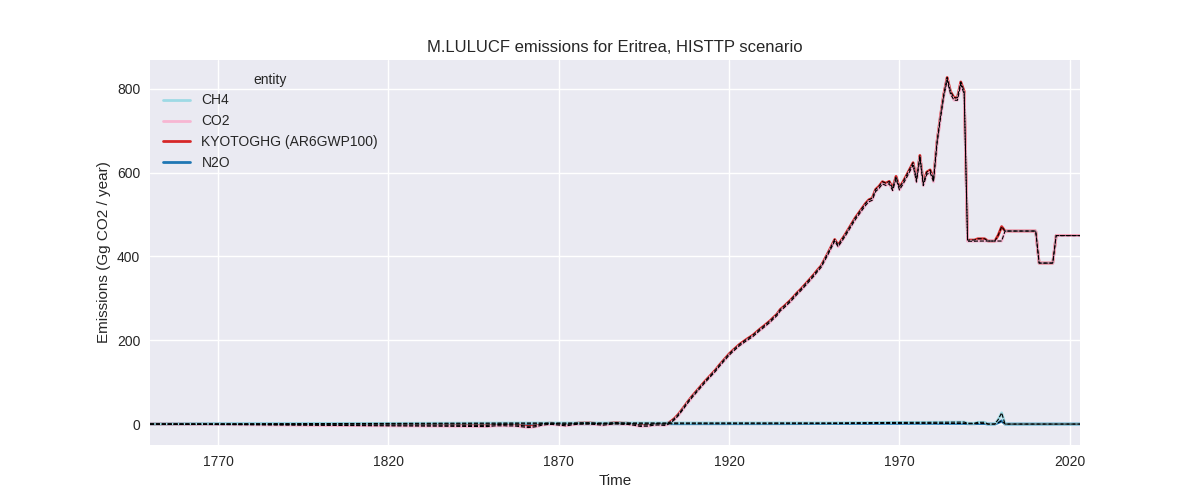 M.LULUCF emissions for Eritrea, HISTTP scenario
entity
CH4
CO2
KYOTOGHG (AR6GWP100)
N2O
Emissions (Gg CO2 / year)
800
600
400
200
0
1770
1820
1870
1920
1970
2020
Time